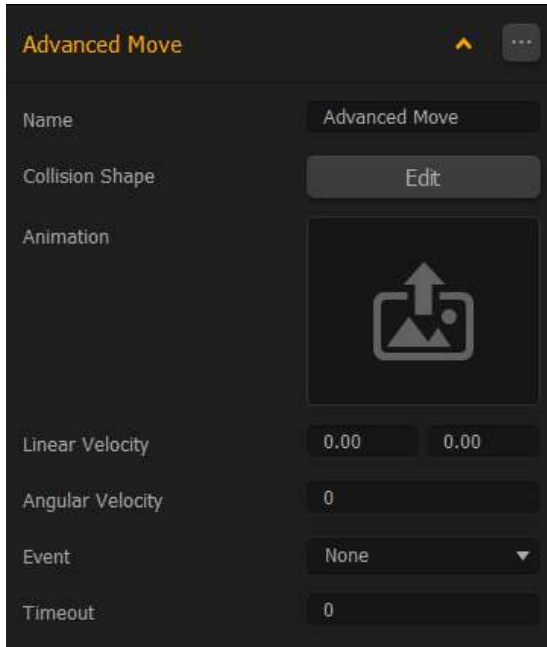 Advanced Move
Name Advanced Move
Collision Shape Edit
Animation
Linear Velocity 0.00 0.00
Angular Velocity 0
Event None
Timeout 0